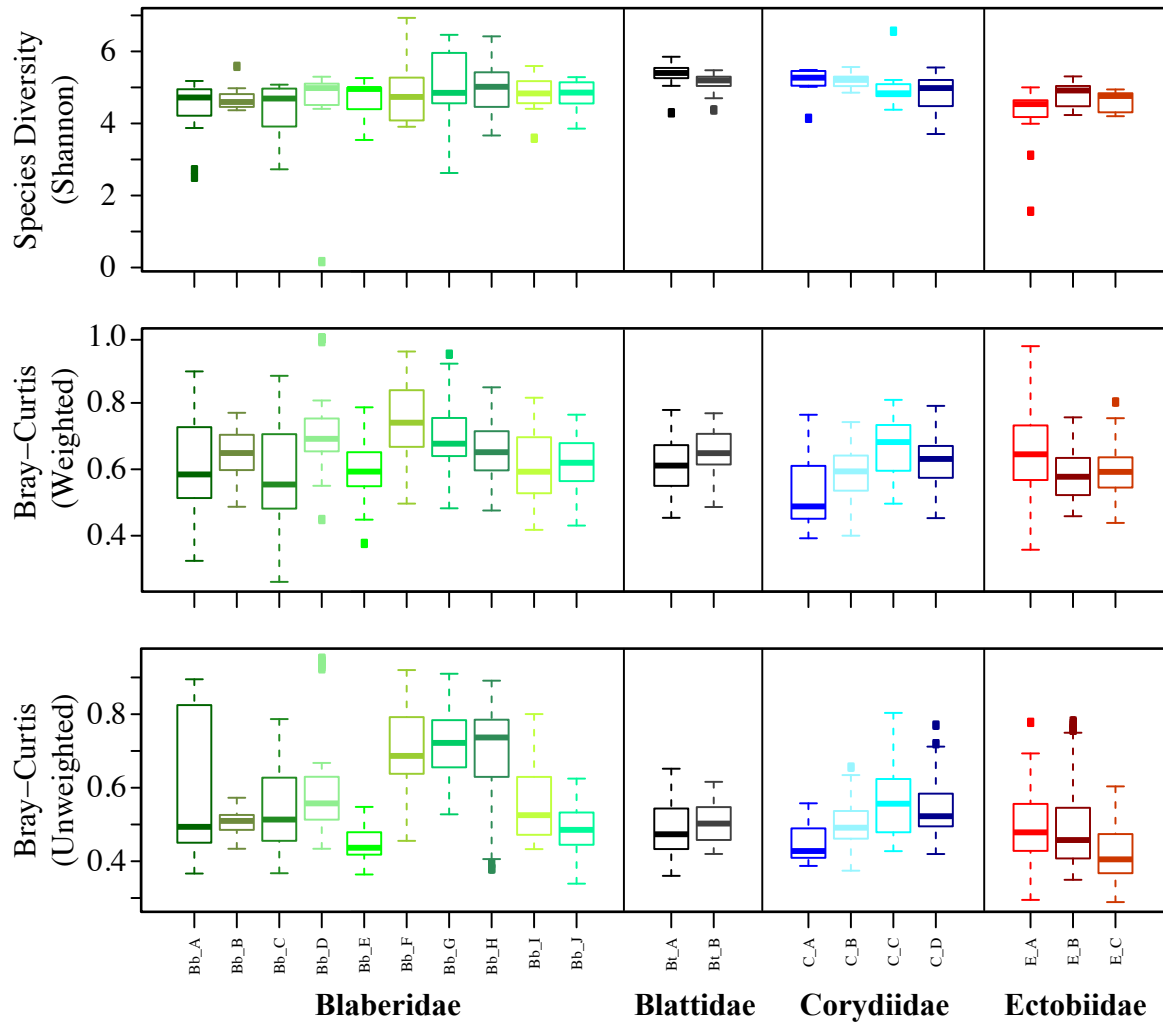 Species Diversity
(Shannon)
6
4
2
0
Bray−Curtis
(Weighted)
1.0
0.8
0.6
0.4
Bray−Curtis
(Unweighted)
0.8
0.6
0.4
Bb_A
Bb_B
Bb_C
Bb_D
Bb_E
Bb_F
Bb_G
Bb_H
Bb_I
Bb_J
Bt_A
Bt_B
C_A
C_B
C_C
C_D
E_A
E_B
E_C
Blaberidae
Blattidae
Corydiidae
Ectobiidae